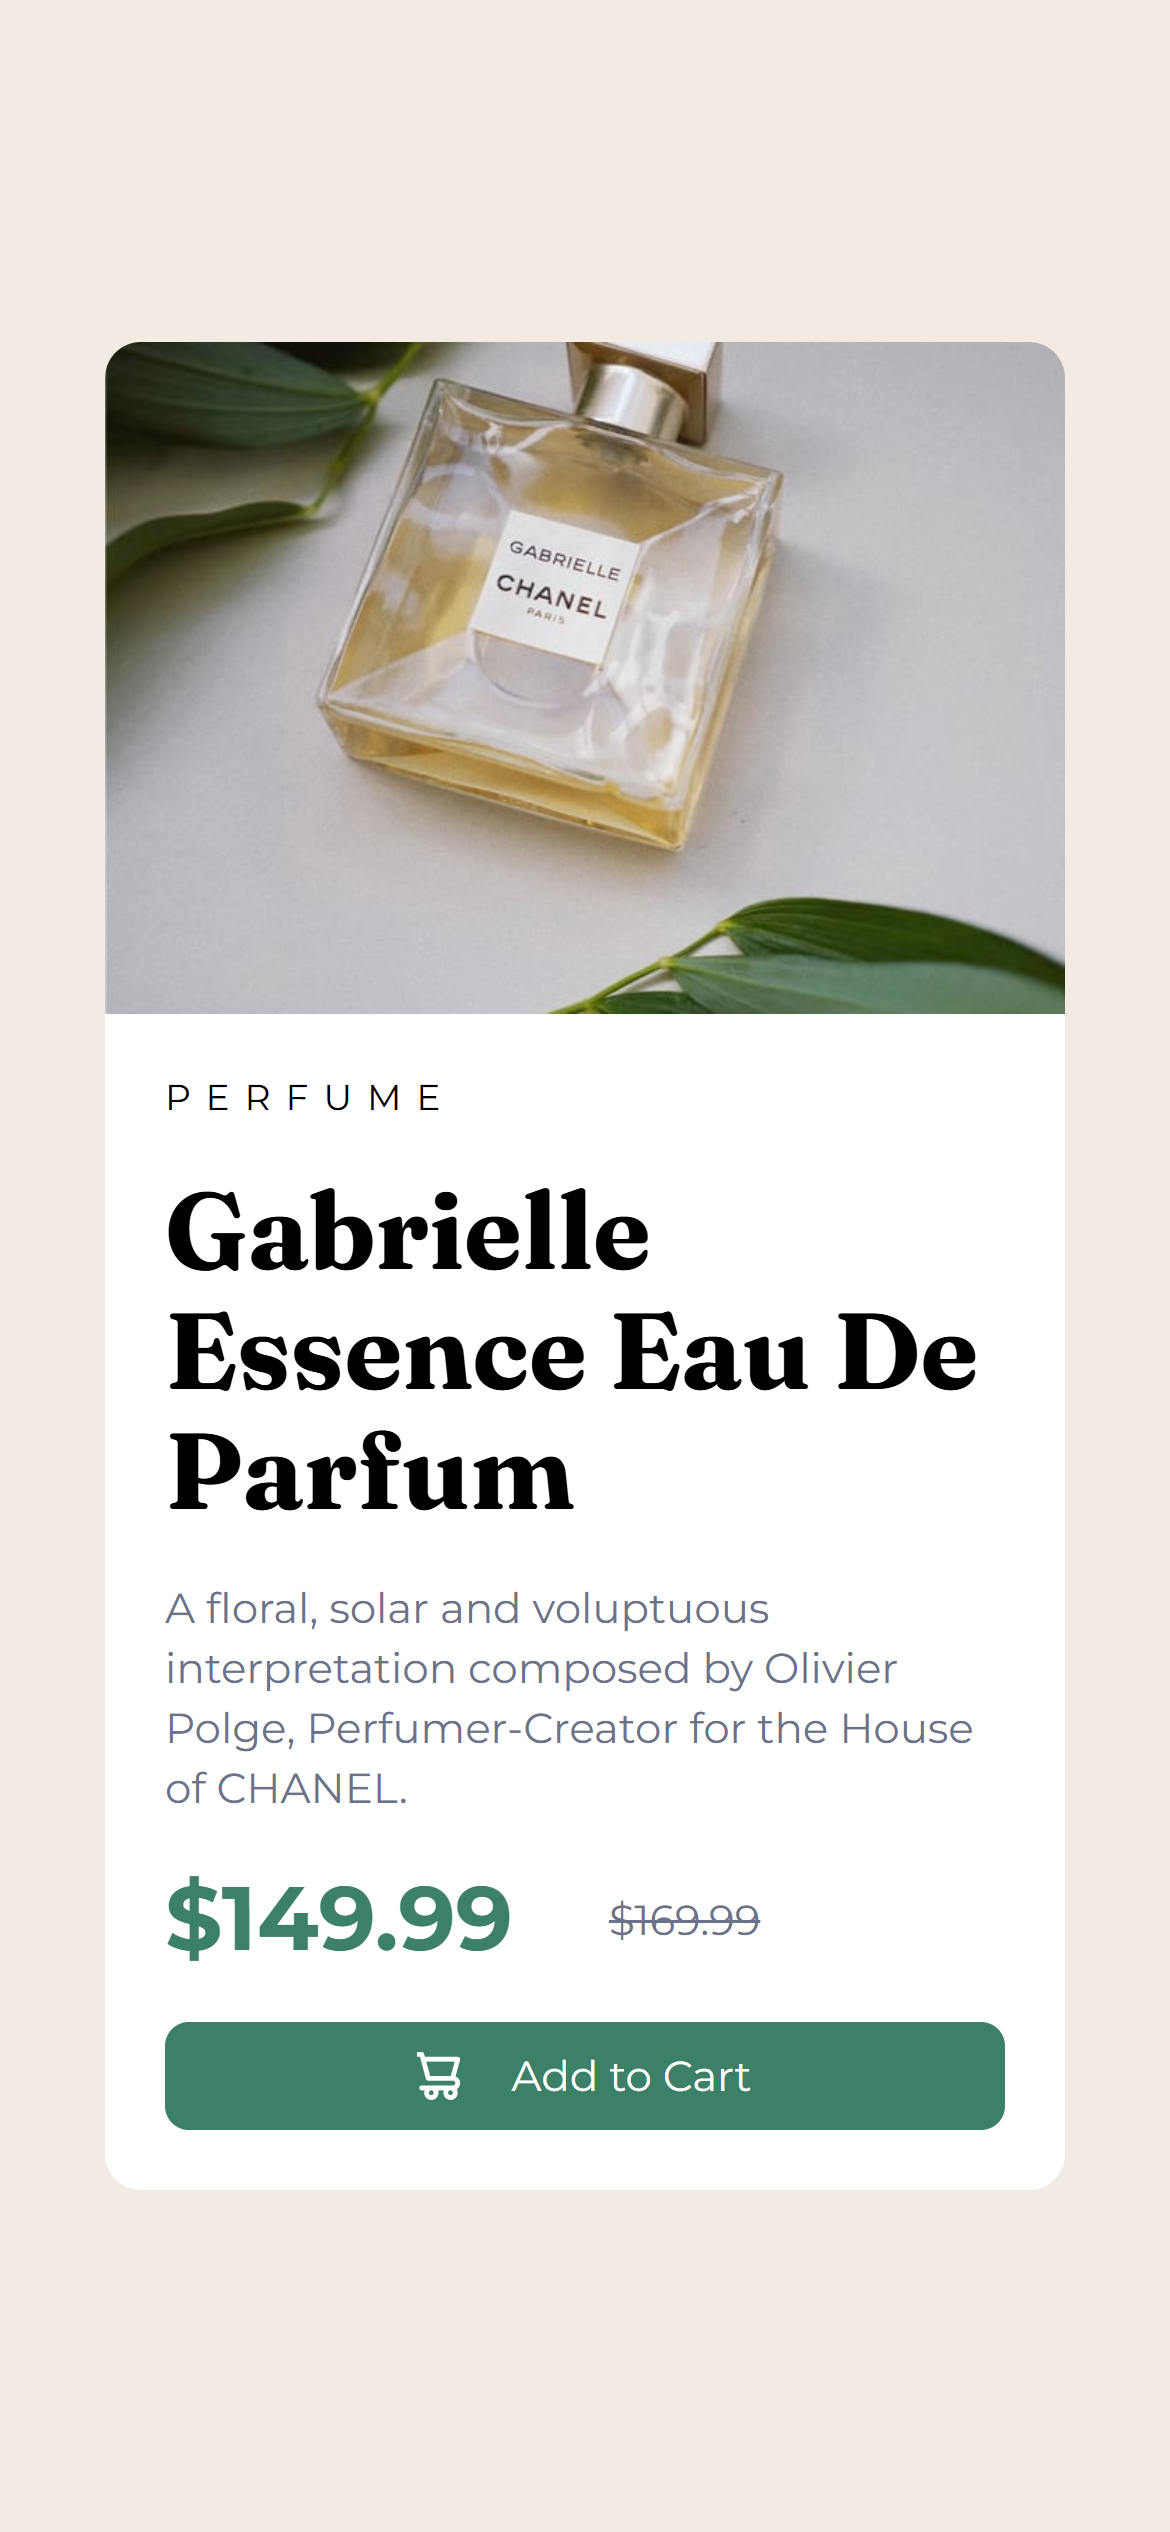 GABRIELLE
CHANEL
PARIS
PERFUME
Gabrielle
Essence Eau De
Parfum
A floral, solar and voluptuous
interpretation composed by Olivier
Polge, Perfumer-Creator for the House
of CHANEL.
$149.99 $169.99
Add to Cart